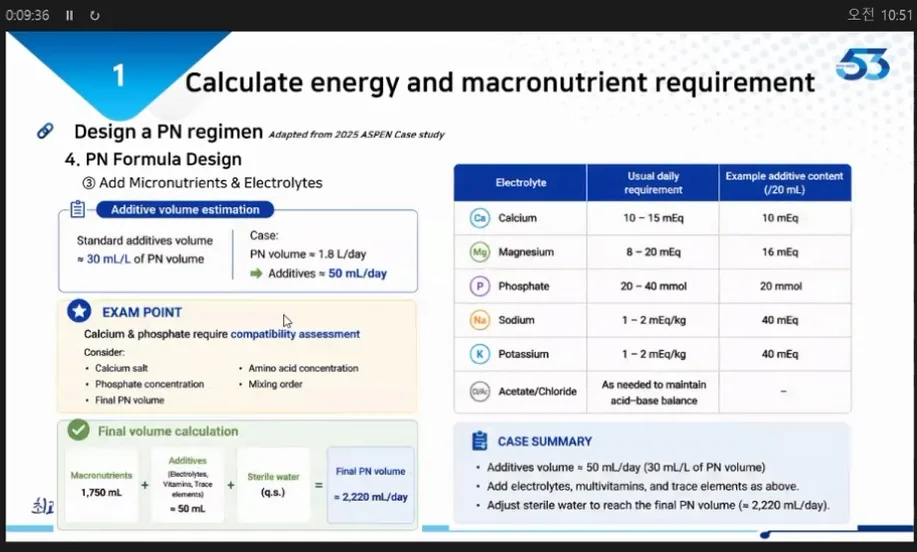 0:09:36
오전 10:51
1
Calculate energy and macronutrient requirement
53
Design a PN regimen Adapted from 2025 ASPEN Case study
4. PN Formula Design
③ Add Micronutrients & Electrolytes
Additive volume estimation
Standard additives volume
≈ 30 mL/L of PN volume
Case:
PN volume ≈ 1.8 L/day
Additives ≈ 50 mL/day
EXAM POINT
Calcium & phosphate require compatibility assessment
Consider:
• Calcium salt
• Phosphate concentration
• Final PN volume
• Amino acid concentration
• Mixing order
Final volume calculation
Macronutrients
1,750 mL
+
Additives
(Electrolytes,
Vitamins, Trace
elements)
≈ 50 mL
+
Sterile water
(q.s.)
=
Final PN volume
≈ 2,220 mL/day
Electrolyte
Usual daily
requirement
Example additive content
(/20 mL)
Ca Calcium 10 – 15 mEq 10 mEq
Mg Magnesium 8 – 20 mEq 16 mEq
P Phosphate 20 – 40 mmol 20 mmol
Na Sodium 1 – 2 mEq/kg 40 mEq
K Potassium 1 – 2 mEq/kg 40 mEq
Cl/Ac Acetate/Chloride As needed to maintain
acid–base balance –
CASE SUMMARY
• Additives volume ≈ 50 mL/day (30 mL/L of PN volume)
• Add electrolytes, multivitamins, and trace elements as above.
• Adjust sterile water to reach the final PN volume (≈ 2,220 mL/day).